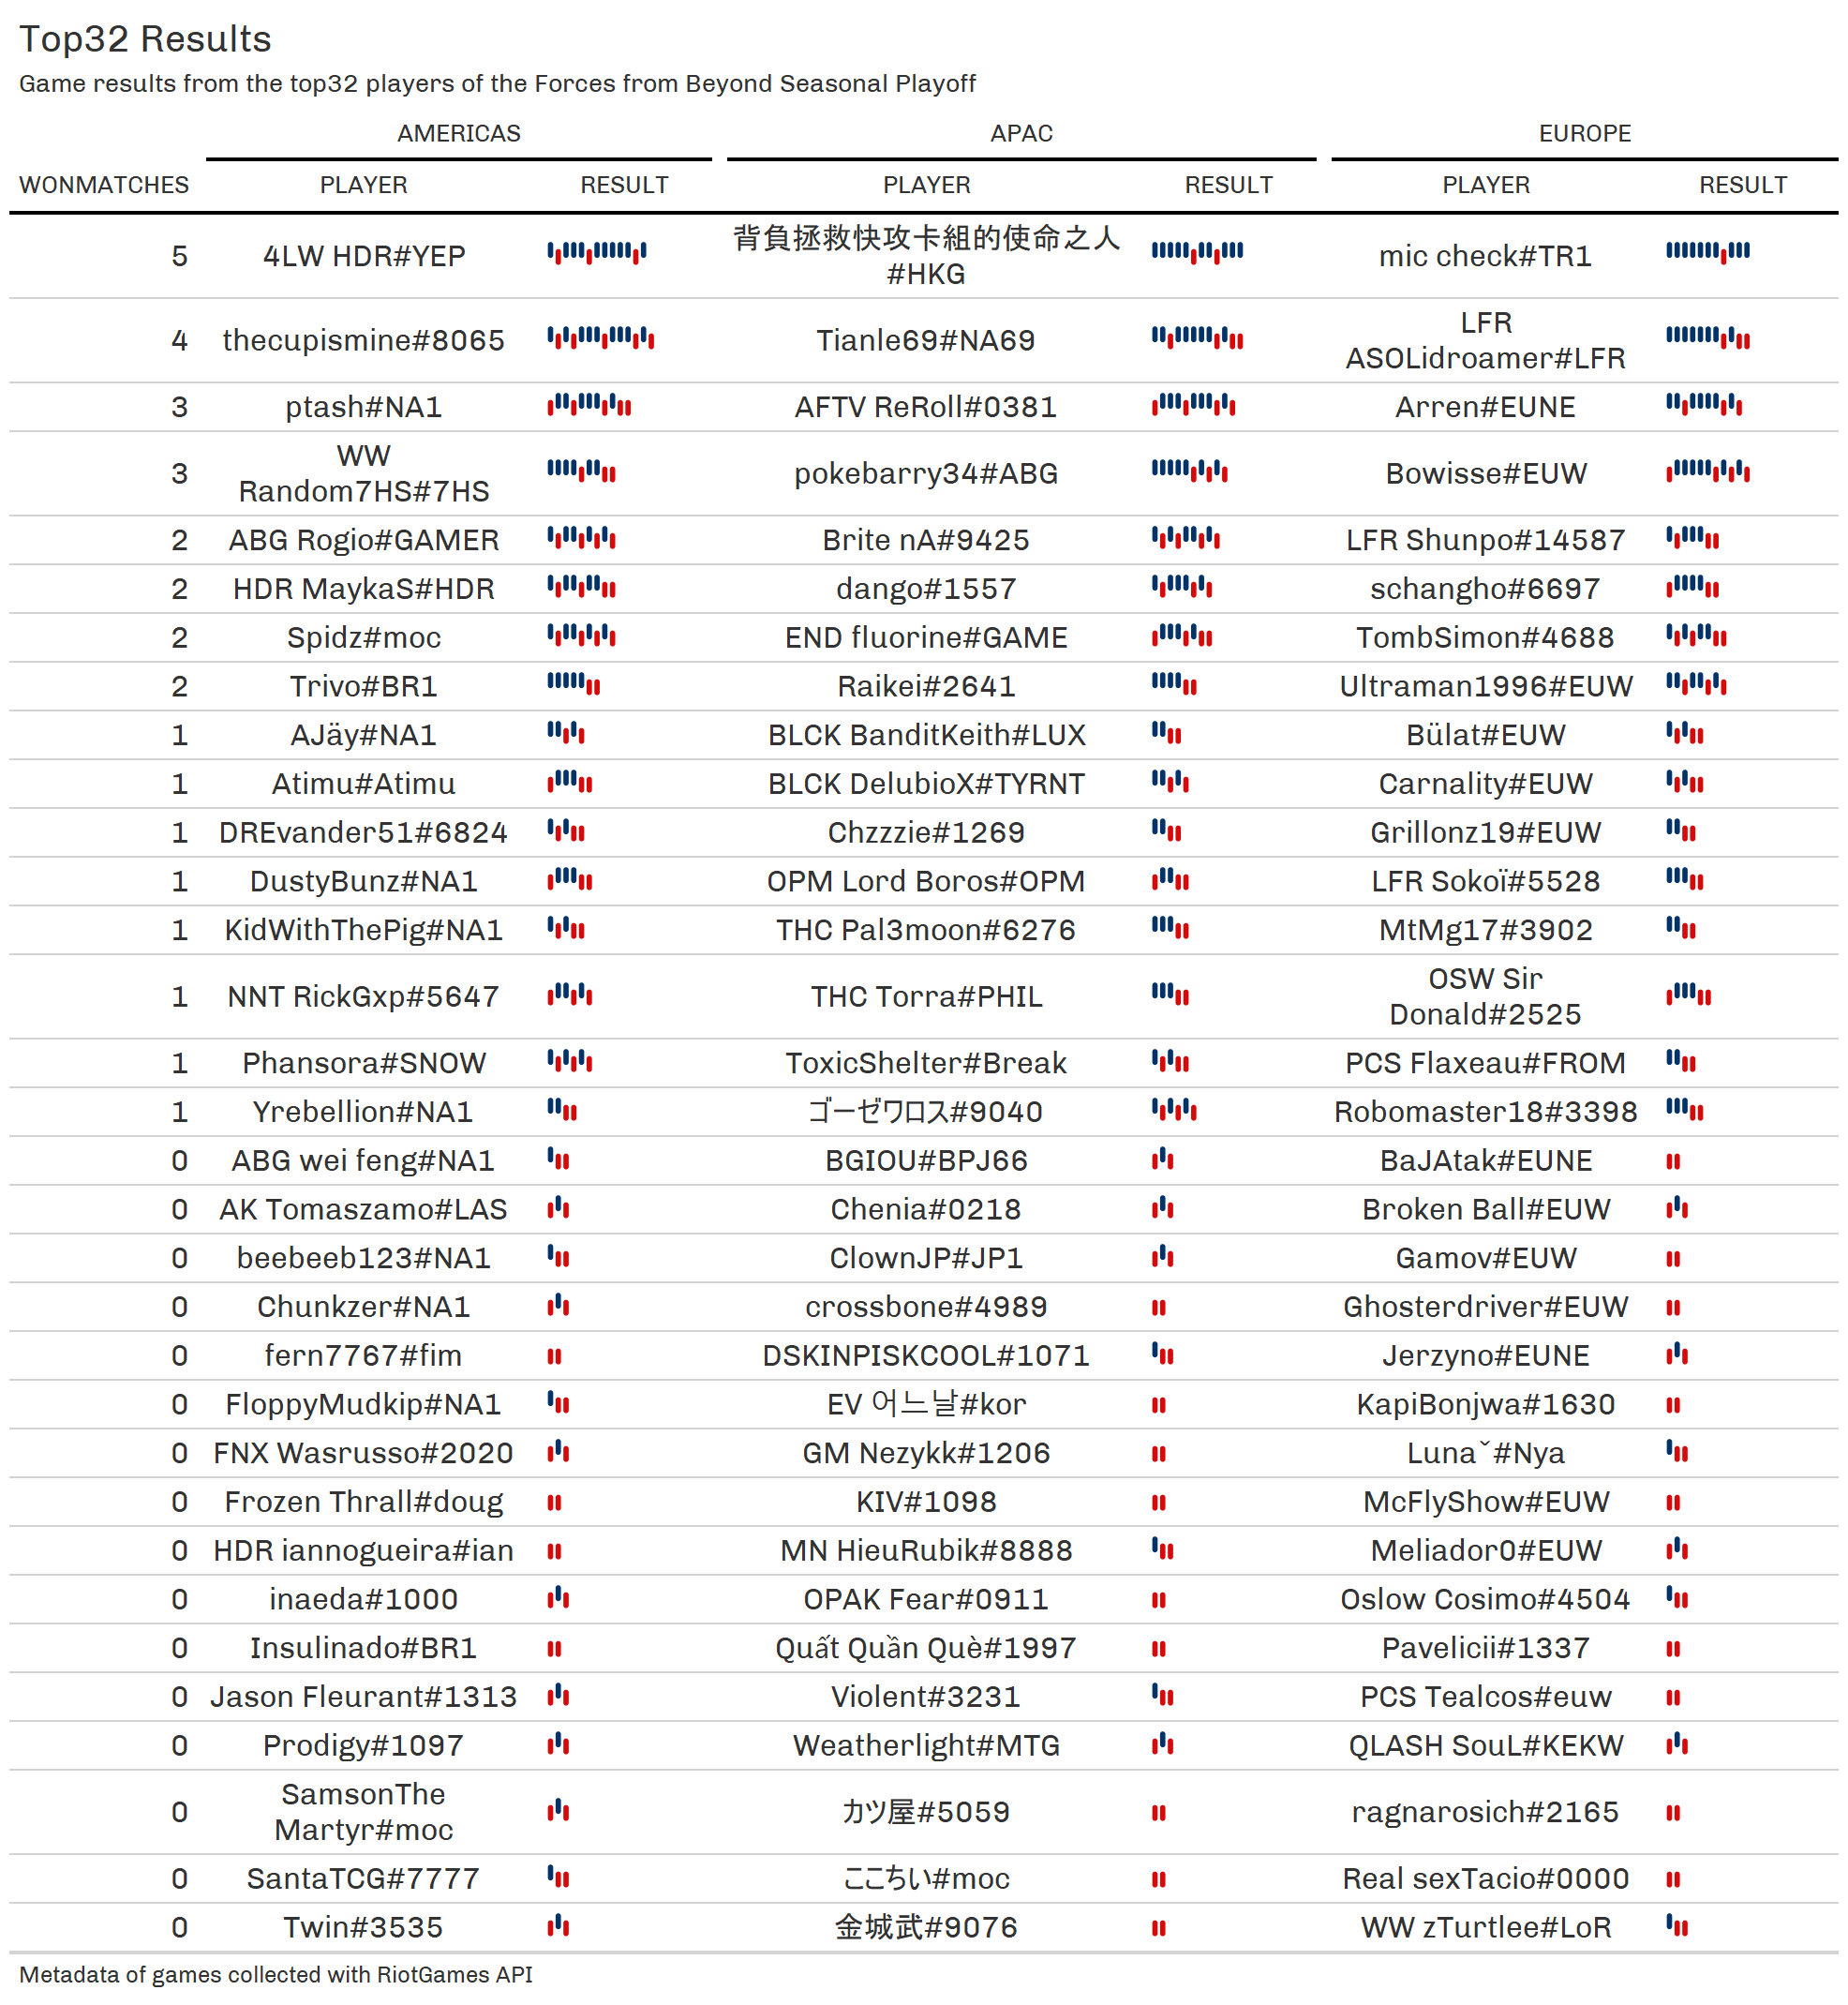 Top32 Results
Game results from the top32 players of the Forces from Beyond Seasonal Playoff
AMERICAS APAC EUROPE
WONMATCHES PLAYER RESULT PLAYER RESULT PLAYER RESULT
5 4LW HDR#YEP 背負拯救快攻卡組的使命之人 #HKG mic check#TR1
4 thecupismine#8065 Tianle69#NA69 LFR ASOLidroamer#LFR
3 ptash#NA1 AFTV ReRoll#0381 Arren#EUNE
3 WW Random7HS#7HS pokebarry34#ABG Bowisse#EUW
2 ABG Rogio#GAMER Brite nA#9425 LFR Shunpo#14587
2 HDR MaykaS#HDR dango#1557 schangho#6697
2 Spidz#moc END fluorine#GAME TombSimon#4688
2 Trivo#BR1 Raikei#2641 Ultraman1996#EUW
1 AJäy#NA1 BLCK BanditKeith#LUX Bülat#EUW
1 Atimu#Atimu BLCK DelubioX#TYRNT Carnality#EUW
1 DREvander51#6824 Chzzzie#1269 Grillonz19#EUW
1 DustyBunz#NA1 OPM Lord Boros#OPM LFR Sokoï#5528
1 KidWithThePig#NA1 THC Pal3moon#6276 MtMg17#3902
1 NNT RickGxp#5647 THC Torra#PHIL OSW Sir Donald#2525
1 Phansora#SNOW ToxicShelter#Break PCS Flaxeau#FROM
1 Yrebellion#NA1 ゴーゼワロス#9040 Robomaster18#3398
0 ABG wei feng#NA1 BGIOU#BPJ66 BaJAtak#EUNE
0 AK Tomaszamo#LAS Chenia#0218 Broken Ball#EUW
0 beebeeb123#NA1 ClownJP#JP1 Gamov#EUW
0 Chunkzer#NA1 crossbone#4989 Ghosterdriver#EUW
0 fern7767#fim DSKINPISKCOOL#1071 Jerzyno#EUNE
0 FloppyMudkip#NA1 EV 어느날#kor KapiBonjwa#1630
0 FNX Wasrusso#2020 GM Nezykk#1206 Lunaˇ#Nya
0 Frozen Thrall#doug KIV#1098 McFlyShow#EUW
0 HDR iannogueira#ian MN HieuRubik#8888 Meliador0#EUW
0 inaeda#1000 OPAK Fear#0911 Oslow Cosimo#4504
0 Insulinado#BR1 Quất Quần Què#1997 Pavelicii#1337
0 Jason Fleurant#1313 Violent#3231 PCS Tealcos#euw
0 Prodigy#1097 Weatherlight#MTG QLASH SouL#KEKW
0 SamsonThe Martyr#moc カツ屋#5059 ragnarosich#2165
0 SantaTCG#7777 ここちい#moc Real sexTacio#0000
0 Twin#3535 金城武#9076 WW zTurtlee#LoR
Metadata of games collected with RiotGames API